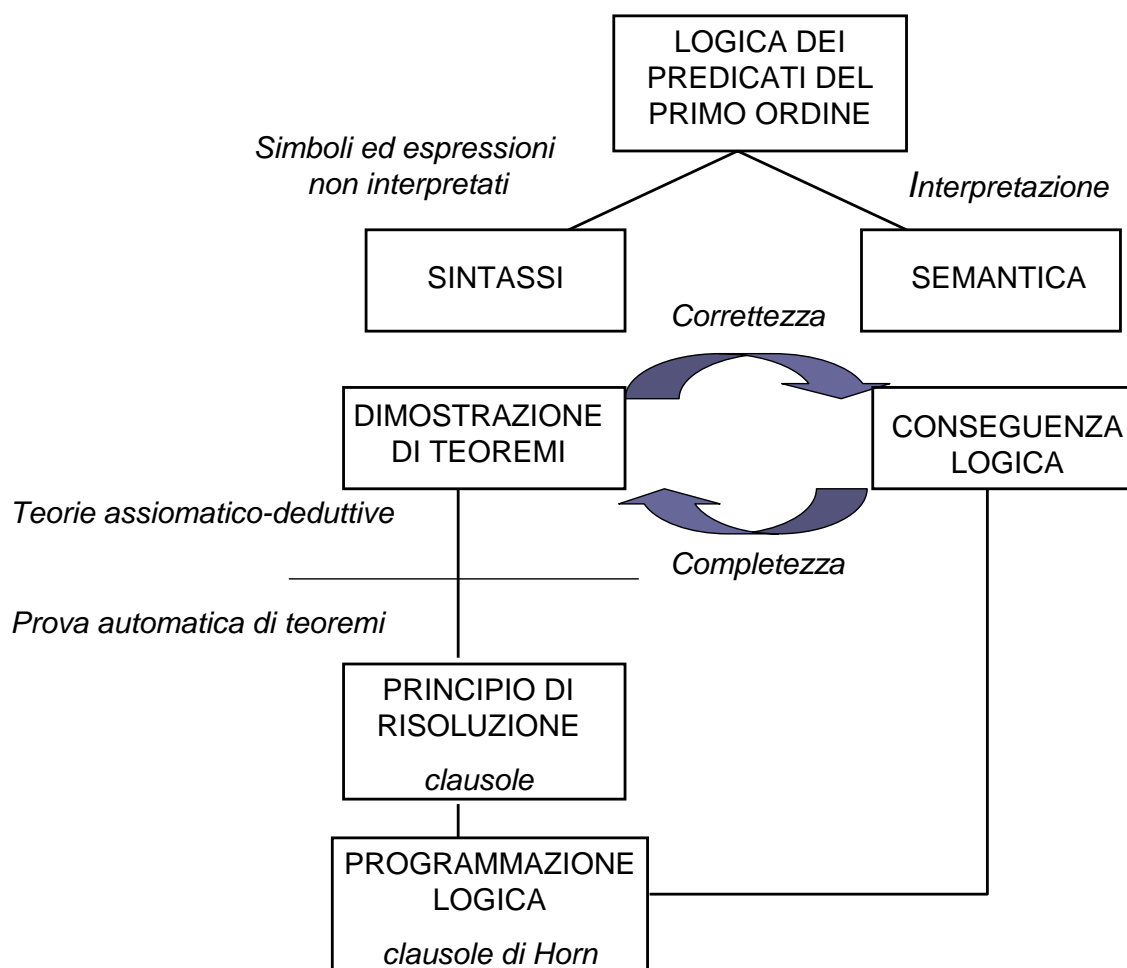 LOGICA DEI
PREDICATI DEL
PRIMO ORDINE
Simboli ed espressioni
non interpretati
Interpretazione
SINTASSI
SEMANTICA
Correttezza
DIMOSTRAZIONE
DI TEOREMI
CONSEGUENZA
LOGICA
Teorie assiomatico-deduttive
Completezza
Prova automatica di teoremi
PRINCIPIO DI
RISOLUZIONE
clausole
PROGRAMMAZIONE
LOGICA
clausole di Horn